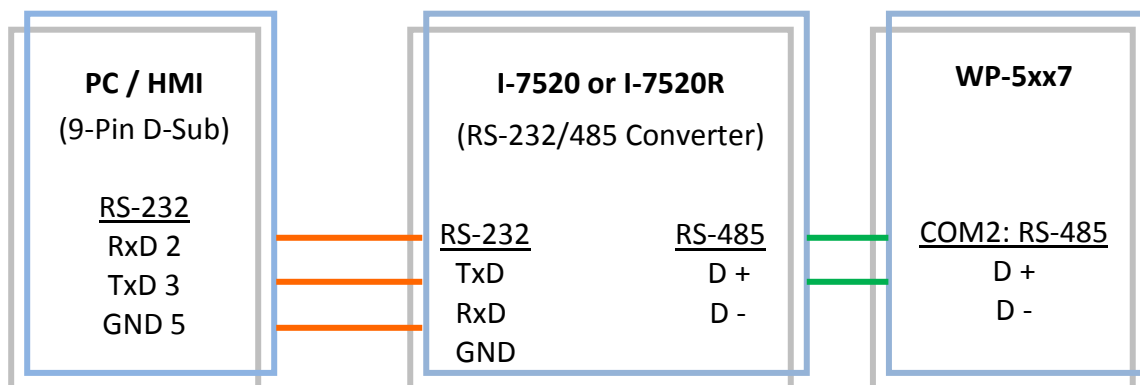 PC / HMI
(9-Pin D-Sub)
RS-232
RxD 2
TxD 3
GND 5
I-7520 or I-7520R
(RS-232/485 Converter)
RS-232
TxD
RxD
GND
RS-485
D +
D -
WP-5xx7
COM2: RS-485
D +
D -